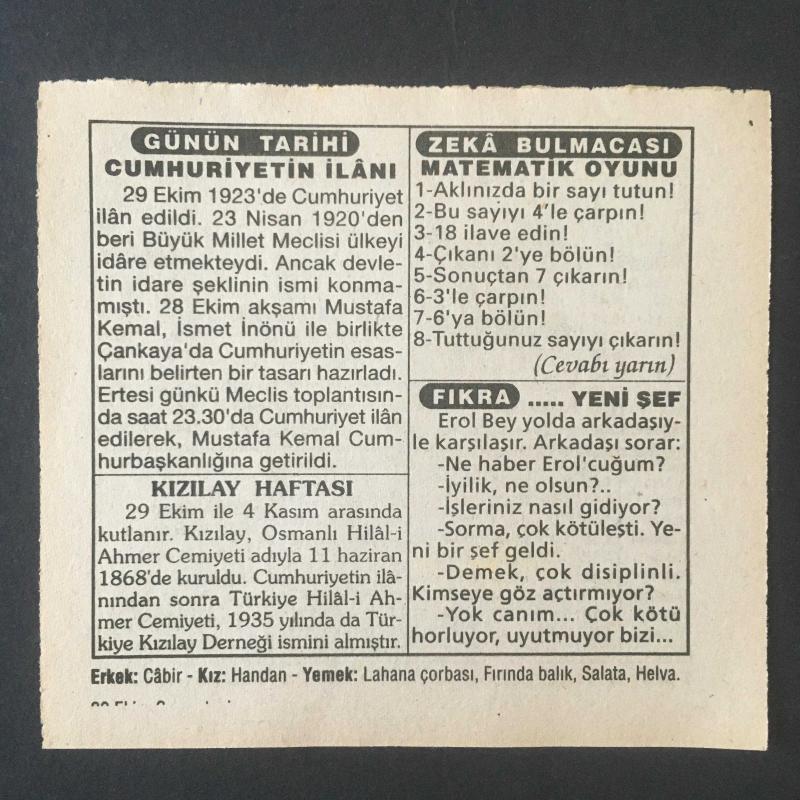 GÜNÜN TARİHİ
CUMHURİYETİN İLÂNI
29 Ekim 1923'de Cumhuriyet
ilân edildi. 23 Nisan 1920'den
beri Büyük Millet Meclisi ülkeyi
idâre etmekteydi. Ancak devle-
tin idare şeklinin ismi konma-
mıştı. 28 Ekim akşamı Mustafa
Kemal, İsmet İnönü ile birlikte
Çankaya'da Cumhuriyetin esas-
larını belirten bir tasarı hazırladı.
Ertesi günkü Meclis toplantısın-
da saat 23.30'da Cumhuriyet ilân
edilerek, Mustafa Kemal Cum-
hurbaşkanlığına getirildi.
KIZILAY HAFTASI
29 Ekim ile 4 Kasım arasında
kutlanır. Kızılay, Osmanlı Hilâl-i
Ahmer Cemiyeti adıyla 11 haziran
1868'de kuruldu. Cumhuriyetin ilâ-
nından sonra Türkiye Hilâl-i Ah-
mer Cemiyeti, 1935 yılında da Tür-
kiye Kızılay Derneği ismini almıştır.
ZEKÂ BULMACASI
MATEMATİK OYUNU
1-Aklınızda bir sayı tutun!
2-Bu sayıyı 4'le çarpın!
3-18 ilave edin!
4-Çıkanı 2'ye bölün!
5-Sonuçtan 7 çıkarın!
6-3'le çarpın!
7-6'ya bölün!
8-Tuttuğunuz sayıyı çıkarın!
(Cevabı yarın)
FIKRA ..... YENİ ŞEF
Erol Bey yolda arkadaşıy-
le karşılaşır. Arkadaşı sorar:
-Ne haber Erol'cuğum?
-İyilik, ne olsun?..
-İşleriniz nasıl gidiyor?
-Sorma, çok kötüleşti. Ye-
ni bir şef geldi.
-Demek, çok disiplinli.
Kimseye göz açtırmıyor?
-Yok canım... Çok kötü
horluyor, uyutmuyor bizi...
Erkek: Câbir - Kız: Handan - Yemek: Lahana çorbası, Fırında balık, Salata, Helva.